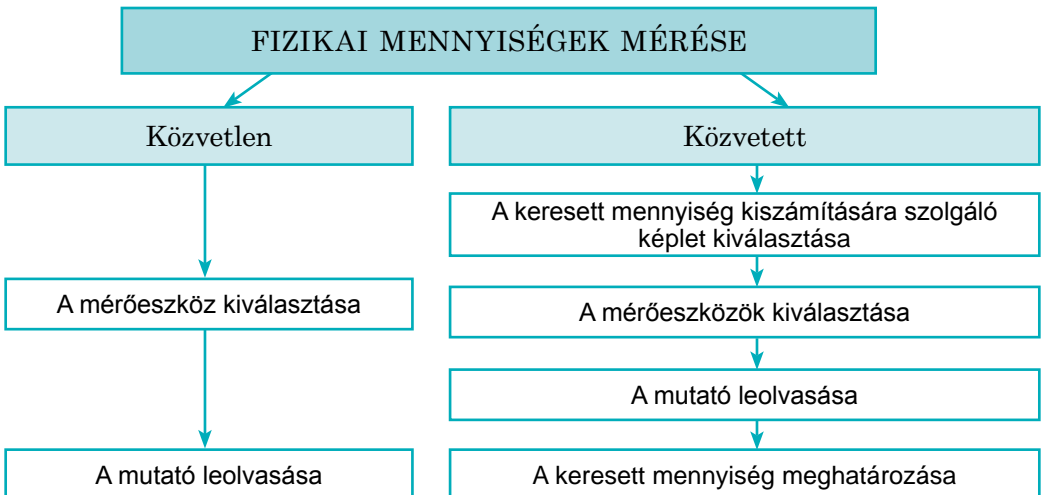 FIZIKAI MENNYISÉGEK MÉRÉSE
Közvetlen
A mérőeszköz kiválasztása
A mutató leolvasása
Közvetett
A keresett mennyiség kiszámítására szolgáló
képlet kiválasztása
A mérőeszközök kiválasztása
A mutató leolvasása
A keresett mennyiség meghatározása